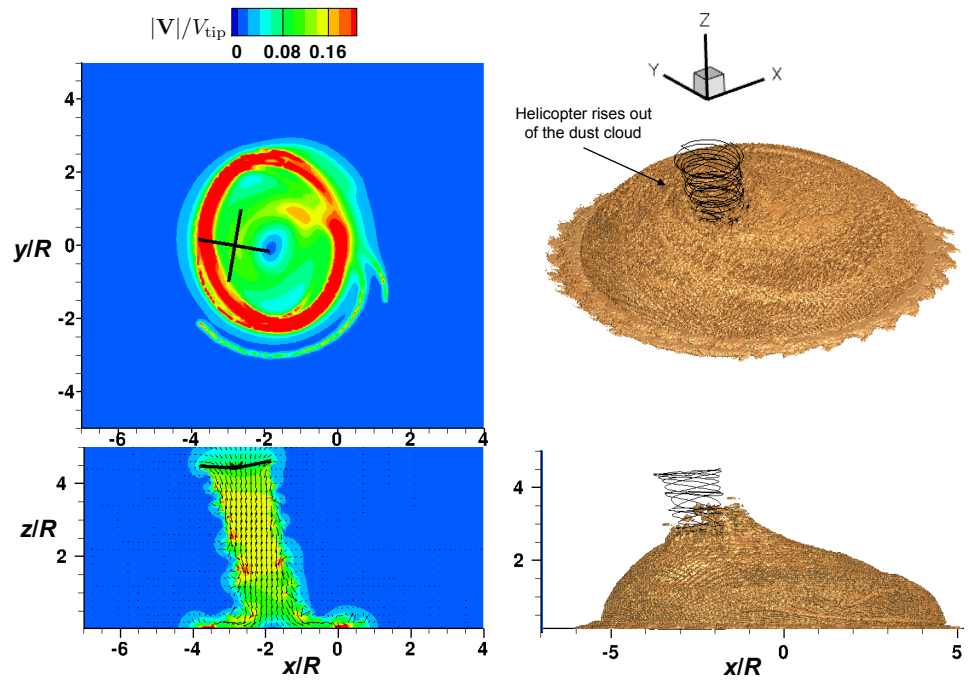 |V|/V_tip
0 0.08 0.16
4
2
0
-2
-4
y/R
-6 -4 -2 0 2 4
Z
Y
X
Helicopter rises out
of the dust cloud
4
2
z/R
-6 -4 -2 0 2 4
x/R
4
2
-5 0 5
x/R